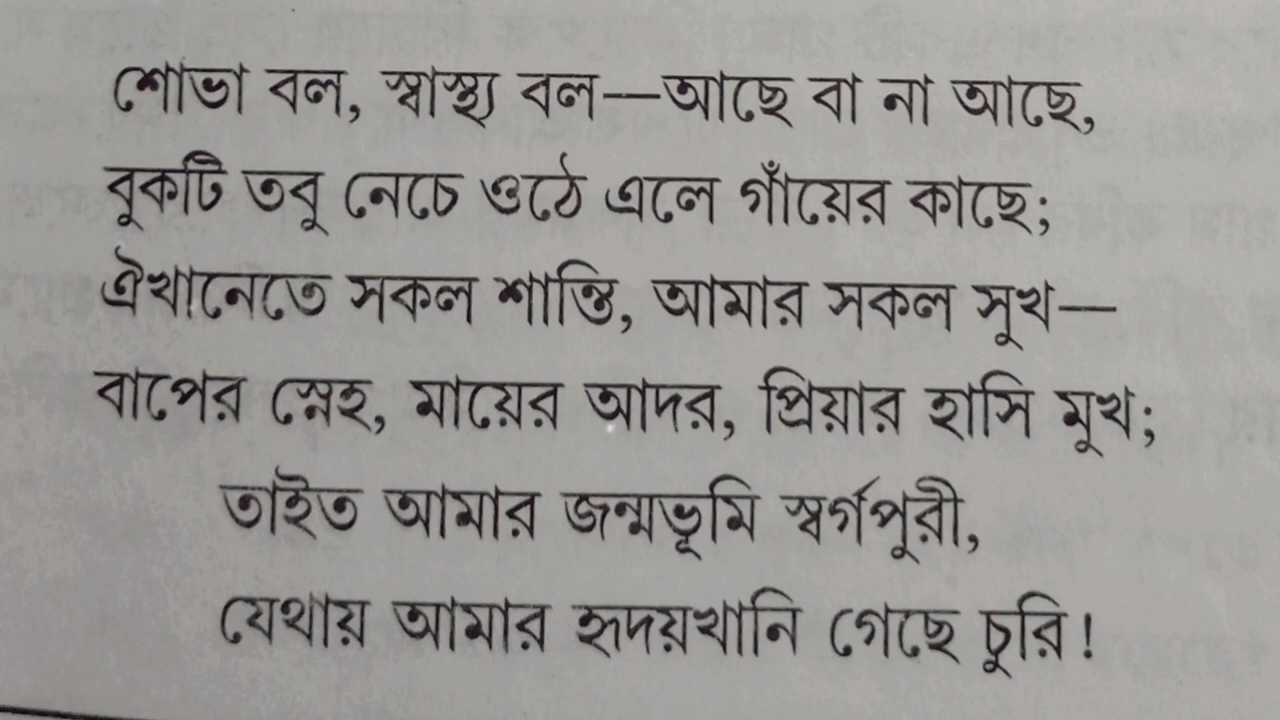 শোভা বল, স্বাস্থ্য বল—আছে বা না আছে,
বুকটি তবু নেচে ওঠে এলে গাঁয়ের কাছে;
ঐখানেতে সকল শান্তি, আমার সকল সুখ—
বাপের স্নেহ, মায়ের আদর, প্রিয়ার হাসি মুখ;
তাইত আমার জন্মভূমি স্বর্গপুরী,
যেথায় আমার হৃদয়খানি গেছে চুরি!